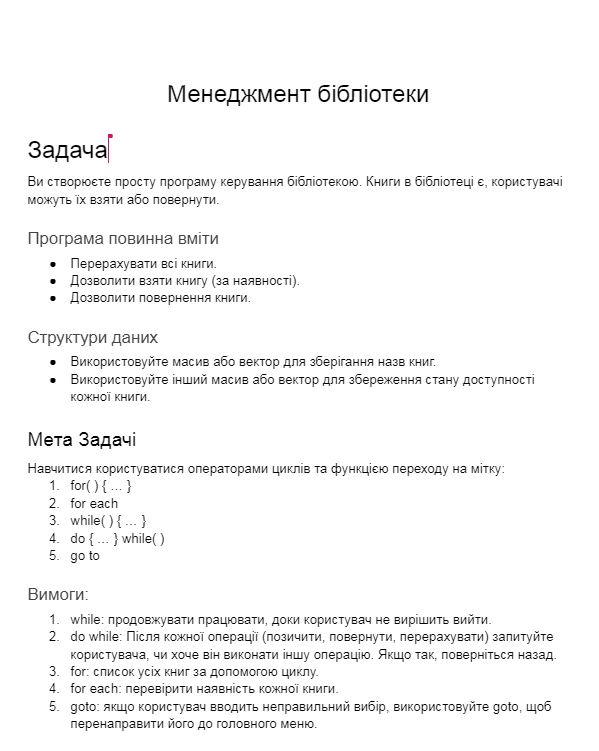 Менеджмент бібліотеки
Задача
Ви створюєте просту програму керування бібліотекою. Книги в бібліотеці є, користувачі
можуть їх взяти або повернути.
Програма повинна вміти
● Перерахувати всі книги.
● Дозволити взяти книгу (за наявності).
● Дозволити повернення книги.
Структури даних
● Використовуйте масив або вектор для зберігання назв книг.
● Використовуйте інший масив або вектор для збереження стану доступності
кожної книги.
Мета Задачі
Навчитися користуватися операторами циклів та функцією переходу на мітку:
1. for( ) { … }
2. for each
3. while( ) { … }
4. do { … } while( )
5. go to
Вимоги:
1. while: продовжувати працювати, доки користувач не вирішить вийти.
2. do while: Після кожної операції (позичити, повернути, перерахувати) запитуйте
користувача, чи хоче він виконати іншу операцію. Якщо так, поверніться назад.
3. for: список усіх книг за допомогою циклу.
4. for each: перевірити наявність кожної книги.
5. goto: якщо користувач вводить неправильний вибір, використовуйте goto, щоб
перенаправити його до головного меню.